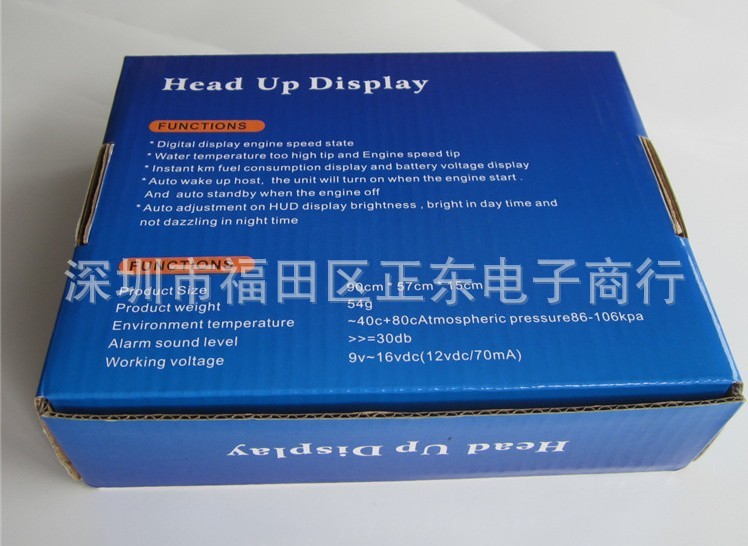 Head Up Display
FUNCTIONS
* Digital display engine speed state
* Water temperature too high tip and Engine speed tip
* Instant km fuel consumption display and battery voltage display
* Auto wake up host, the unit will turn on when the engine start .
And auto standby when the engine off
* Auto adjustment on HUD display brightness , bright in day time and
not dazzling in night time
FUNCTIONS
深圳市福田区正东电子商行
Product Size 90cm * 57cm * 15cm
Product weight 54g
Environment temperature ~40c+80cAtmospheric pressure86-106kpa
Alarm sound level >>=30db
Working voltage 9v~16vdc(12vdc/70mA)
Head Up Display